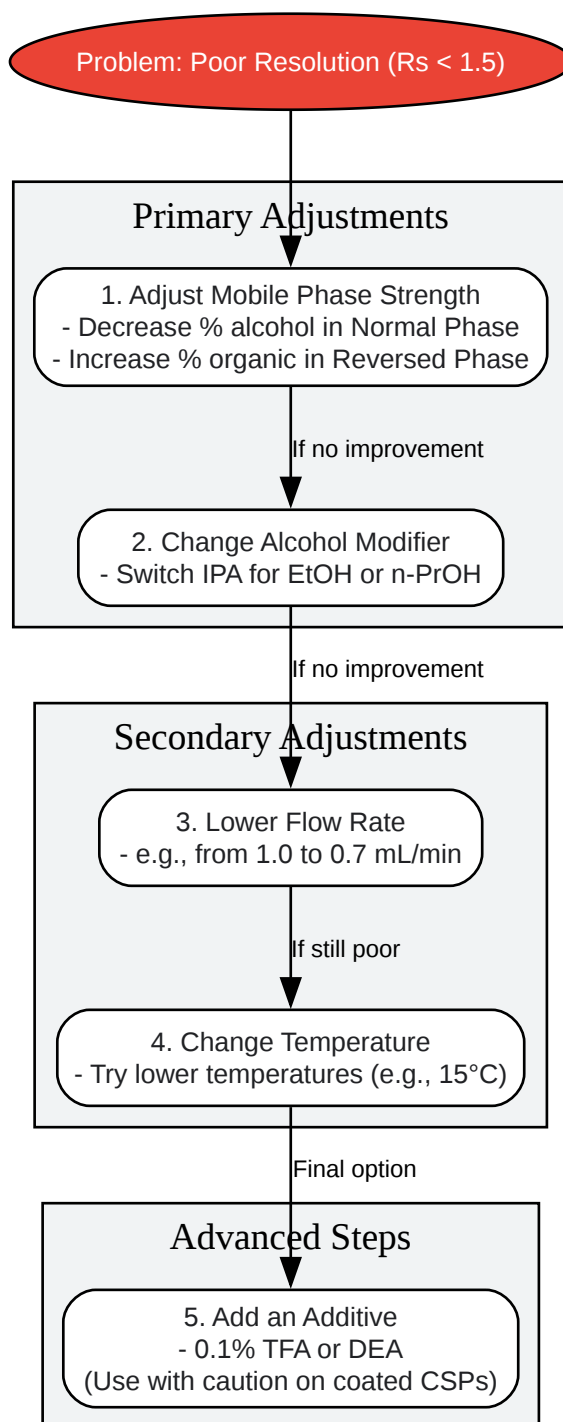 Problem: Poor Resolution (Rs < 1.5)
Primary Adjustments
1. Adjust Mobile Phase Strength
- Decrease % alcohol in Normal Phase
- Increase % organic in Reversed Phase
If no improvement
2. Change Alcohol Modifier
- Switch IPA for EtOH or n-PrOH
If no improvement
Secondary Adjustments
3. Lower Flow Rate
- e.g., from 1.0 to 0.7 mL/min
If still poor
4. Change Temperature
- Try lower temperatures (e.g., 15°C)
Final option
Advanced Steps
5. Add an Additive
- 0.1% TFA or DEA
(Use with caution on coated CSPs)